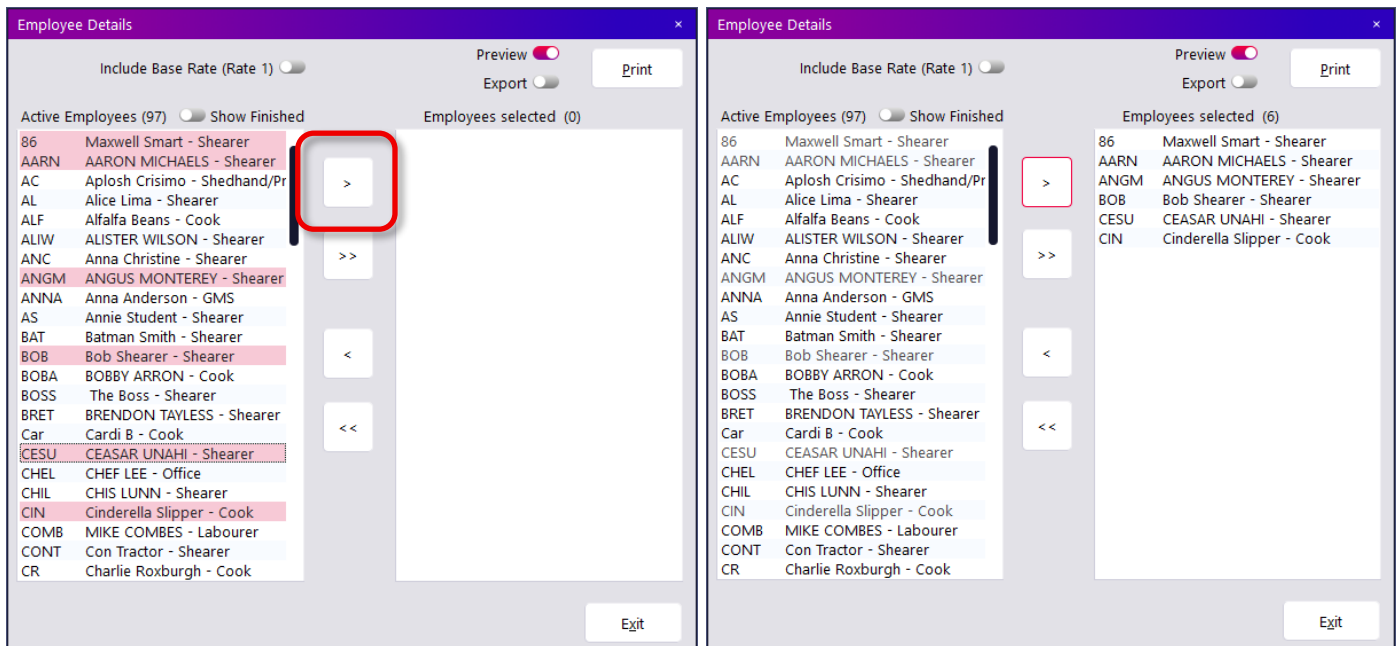 Employee Details ×
Include Base Rate (Rate 1)
Preview
Export
Print
Active Employees (97) Show Finished
Employees selected (0)
86 Maxwell Smart - Shearer
AARN AARON MICHAELS - Shearer
AC Aplosh Crisimo - Shedhand/Pr
AL Alice Lima - Shearer
ALF Alfalfa Beans - Cook
ALIW ALISTER WILSON - Shearer
ANC Anna Christine - Shearer
ANGM ANGUS MONTEREY - Shearer
ANNA Anna Anderson - GMS
AS Annie Student - Shearer
BAT Batman Smith - Shearer
BOB Bob Shearer - Shearer
BOBA BOBBY ARRON - Cook
BOSS The Boss - Shearer
BRET BRENDON TAYLESS - Shearer
Car Cardi B - Cook
CESU CEASAR UNAHI - Shearer
CHEL CHEF LEE - Office
CHIL CHIS LUNN - Shearer
CIN Cinderella Slipper - Cook
COMB MIKE COMBES - Labourer
CONT Con Tractor - Shearer
CR Charlie Roxburgh - Cook
>
>>
<
<<
Exit
Employee Details ×
Include Base Rate (Rate 1)
Preview
Export
Print
Active Employees (97) Show Finished
Employees selected (6)
86 Maxwell Smart - Shearer
AARN AARON MICHAELS - Shearer
AC Aplosh Crisimo - Shedhand/Pr
AL Alice Lima - Shearer
ALF Alfalfa Beans - Cook
ALIW ALISTER WILSON - Shearer
ANC Anna Christine - Shearer
ANGM ANGUS MONTEREY - Shearer
ANNA Anna Anderson - GMS
AS Annie Student - Shearer
BAT Batman Smith - Shearer
BOB Bob Shearer - Shearer
BOBA BOBBY ARRON - Cook
BOSS The Boss - Shearer
BRET BRENDON TAYLESS - Shearer
Car Cardi B - Cook
CESU CEASAR UNAHI - Shearer
CHEL CHEF LEE - Office
CHIL CHIS LUNN - Shearer
CIN Cinderella Slipper - Cook
COMB MIKE COMBES - Labourer
CONT Con Tractor - Shearer
CR Charlie Roxburgh - Cook
>
>>
<
<<
86 Maxwell Smart - Shearer
AARN AARON MICHAELS - Shearer
ANGM ANGUS MONTEREY - Shearer
BOB Bob Shearer - Shearer
CESU CEASAR UNAHI - Shearer
CIN Cinderella Slipper - Cook
Exit